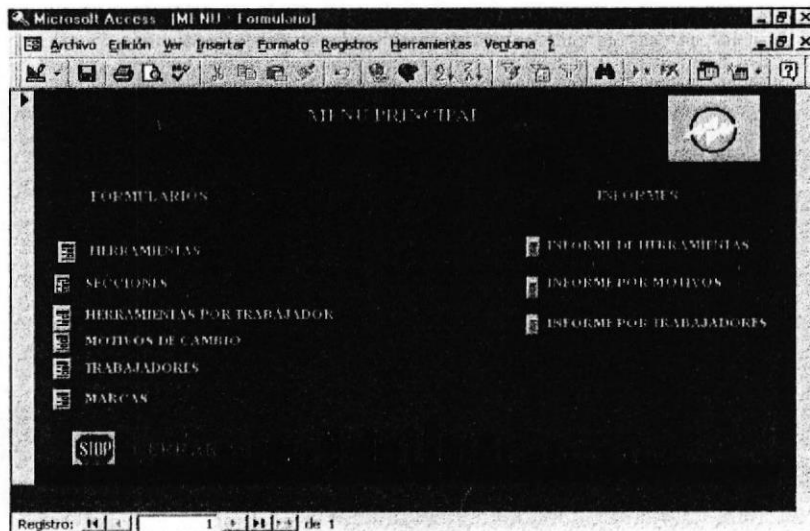 Microsoft Access - [MENU : Formulario]
Archivo Edición Ver Insertar Formato Registros Herramientas Ventana ?
MENU PRINCIPAL
FORMULARIOS
HERRAMIENTAS
SECCIONES
HERRAMIENTAS POR TRABAJADOR
MOTIVOS DE CAMBIO
TRABAJADORES
MARCAS
STOP CERRAR
INFORMES
INFORME DE HERRAMIENTAS
INFORME POR MOTIVOS
INFORME POR TRABAJADORES
Registro: 1 de 1